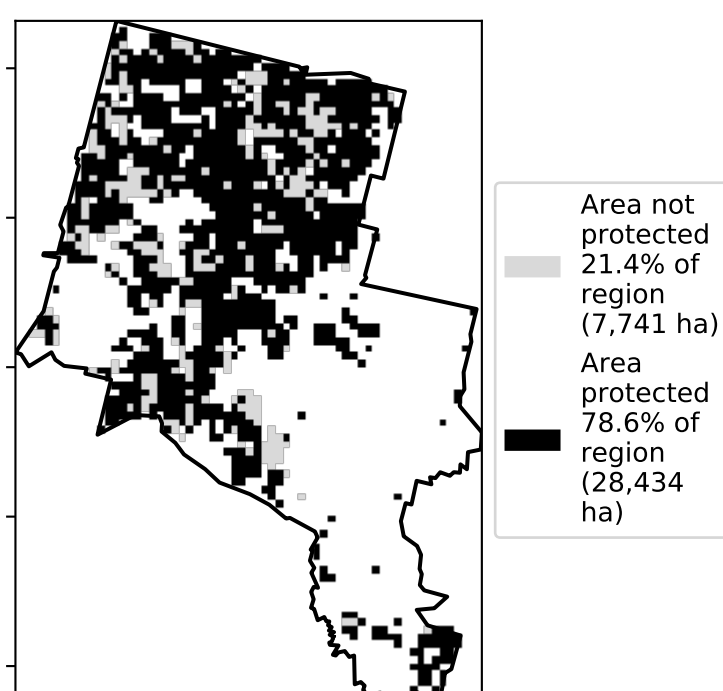 Area not
protected
21.4% of
region
(7,741 ha)
Area
protected
78.6% of
region
(28,434
ha)